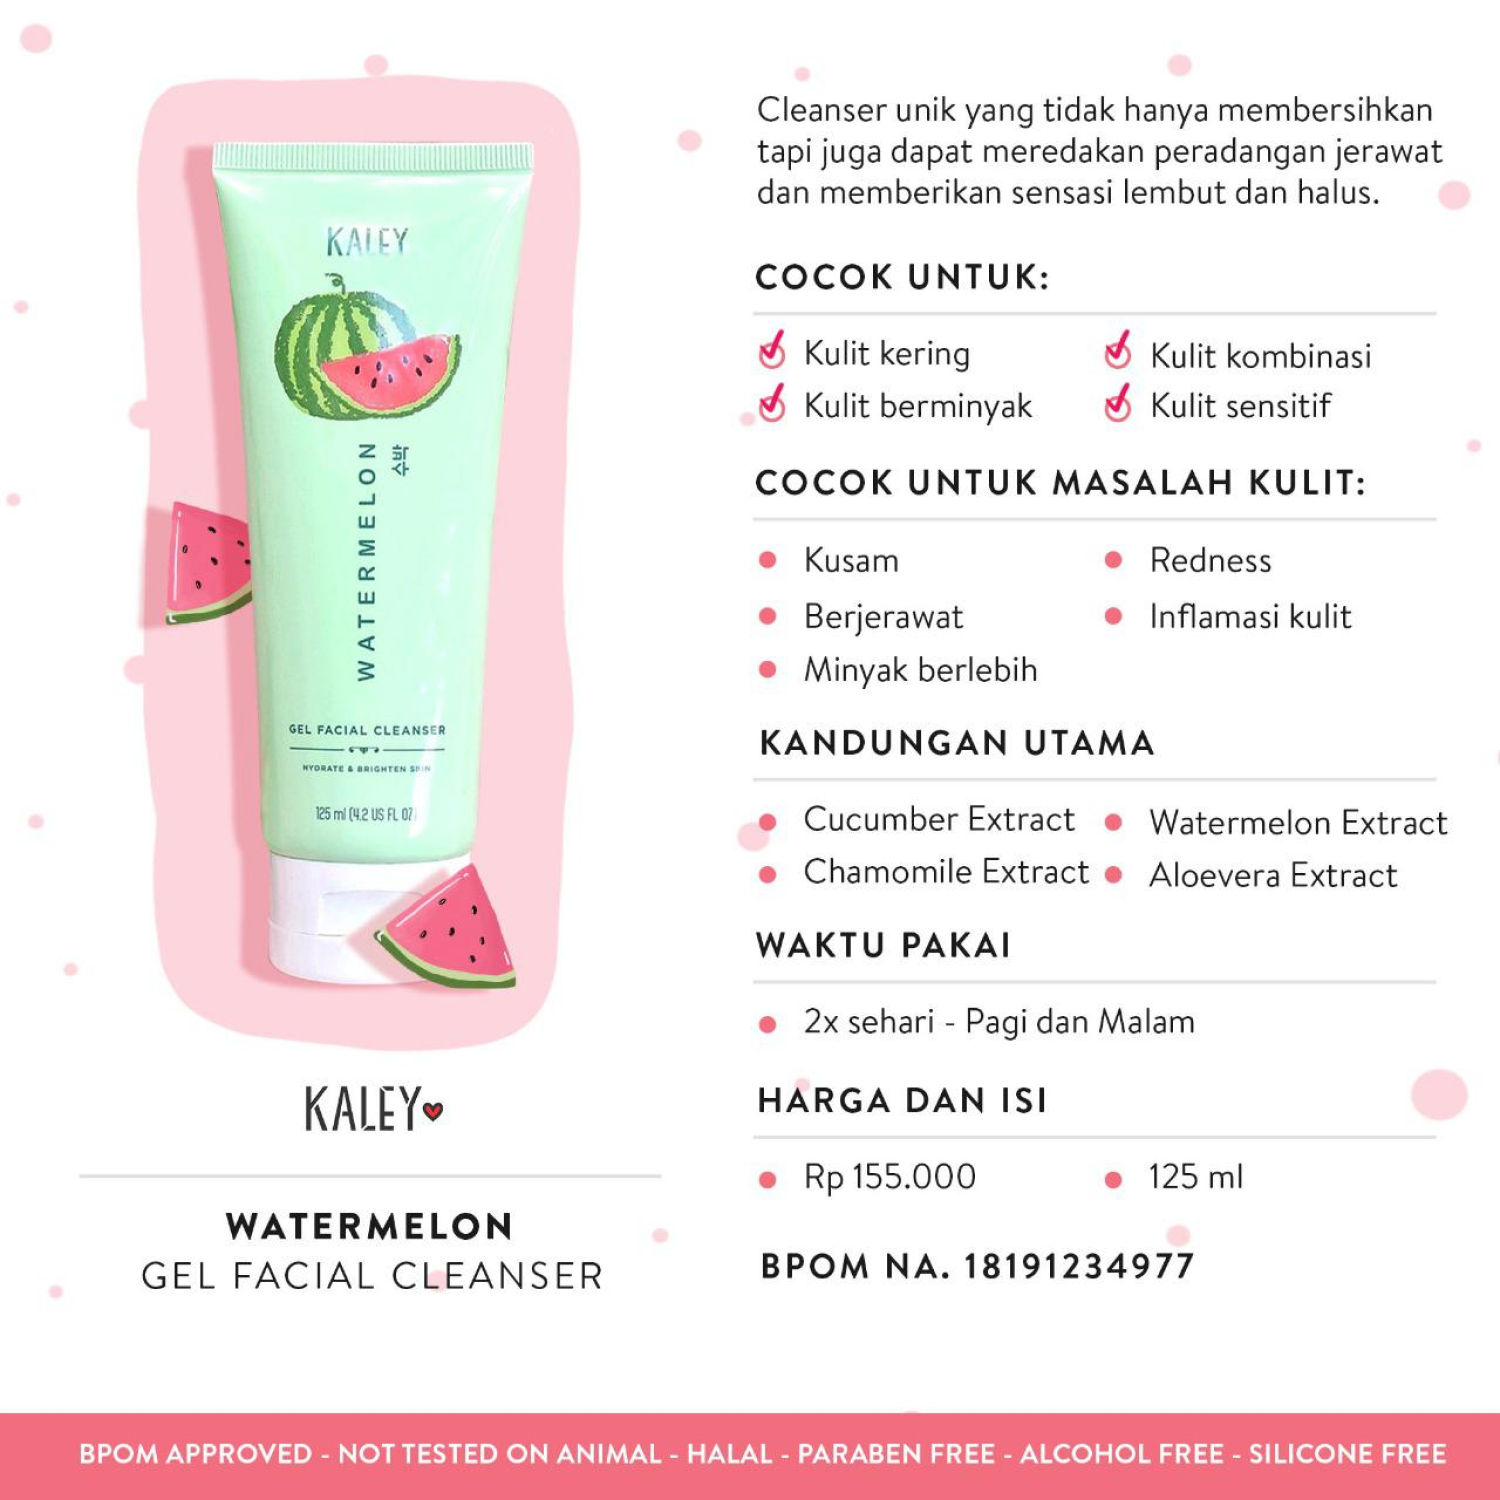 KALEY
WATERMELON
수박
GEL FACIAL CLEANSER
HYDRATE & BRIGHTEN SKIN
125 ml (4.2 US FL OZ)
KALEY
WATERMELON
GEL FACIAL CLEANSER
Cleanser unik yang tidak hanya membersihkan
tapi juga dapat meredakan peradangan jerawat
dan memberikan sensasi lembut dan halus.
COCOK UNTUK:
Kulit kering
Kulit kombinasi
Kulit berminyak
Kulit sensitif
COCOK UNTUK MASALAH KULIT:
Kusam
Redness
Berjerawat
Inflamasi kulit
Minyak berlebih
KANDUNGAN UTAMA
Cucumber Extract
Watermelon Extract
Chamomile Extract
Aloevera Extract
WAKTU PAKAI
2x sehari - Pagi dan Malam
HARGA DAN ISI
Rp 155.000
125 ml
BPOM NA. 18191234977
BPOM APPROVED - NOT TESTED ON ANIMAL - HALAL - PARABEN FREE - ALCOHOL FREE - SILICONE FREE